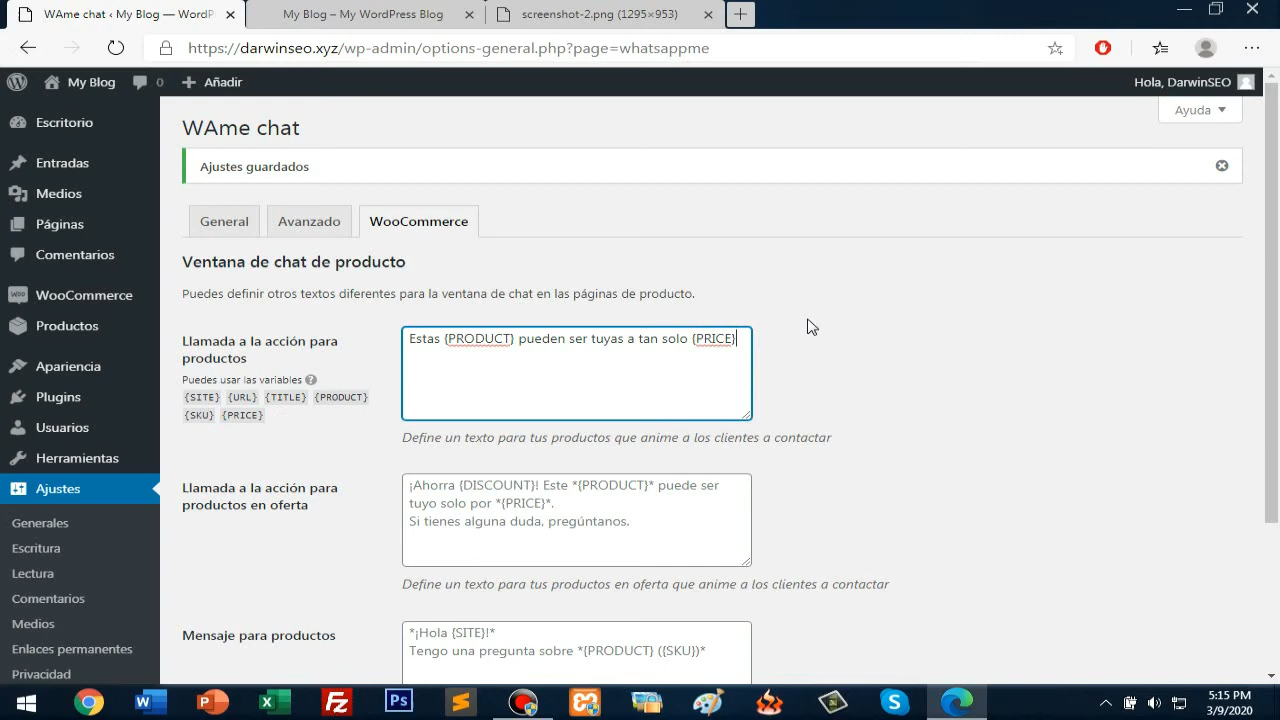 WAme chat ‹ My Blog — WordPr
My Blog – My WordPress Blog
screenshot-2.png (1295×953)
https://darwinseo.xyz/wp-admin/options-general.php?page=whatsappme
My Blog
0
Añadir
Hola, DarwinSEO
Escritorio
Entradas
Medios
Páginas
Comentarios
WooCommerce
Productos
Apariencia
Plugins
Usuarios
Herramientas
Ajustes
Generales
Escritura
Lectura
Comentarios
Medios
Enlaces permanentes
Privacidad
Ayuda
WAme chat
Ajustes guardados
General
Avanzado
WooCommerce
Ventana de chat de producto
Puedes definir otros textos diferentes para la ventana de chat en las páginas de producto.
Llamada a la acción para
productos
Puedes usar las variables ?
{SITE} {URL} {TITLE} {PRODUCT}
{SKU} {PRICE}
Estas {PRODUCT} pueden ser tuyas a tan solo {PRICE}
Define un texto para tus productos que anime a los clientes a contactar
Llamada a la acción para
productos en oferta
¡Ahorra {DISCOUNT}! Este *{PRODUCT}* puede ser
tuyo solo por *{PRICE}*.
Si tienes alguna duda, pregúntanos.
Define un texto para tus productos en oferta que anime a los clientes a contactar
Mensaje para productos
*¡Hola {SITE}!*
Tengo una pregunta sobre *{PRODUCT} ({SKU})*
5:15 PM
3/9/2020